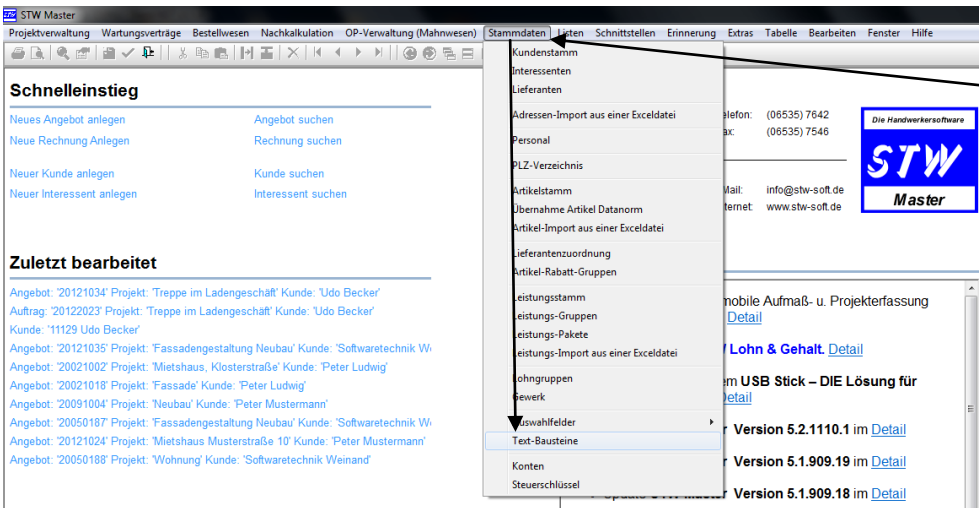 STW Master
Projektverwaltung Wartungsverträge Bestellwesen Nachkalkulation OP-Verwaltung (Mahnwesen) Stammdaten Listen Schnittstellen Erinnerung Extras Tabelle Bearbeiten Fenster Hilfe
Schnelleinstieg
Neues Angebot anlegen Angebot suchen
Neue Rechnung Anlegen Rechnung suchen
Neuer Kunde anlegen Kunde suchen
Neuer Interessent anlegen Interessent suchen
Zuletzt bearbeitet
Angebot: '20121034' Projekt: 'Treppe im Ladengeschäft' Kunde: 'Udo Becker'
Auftrag: '20122023' Projekt: 'Treppe im Ladengeschäft' Kunde: 'Udo Becker'
Kunde: '11129 Udo Becker'
Angebot: '20121035' Projekt: 'Fassadengestaltung Neubau' Kunde: 'Softwaretechnik We
Angebot: '20021002' Projekt: 'Mietshaus, Klosterstraße' Kunde: 'Peter Ludwig'
Angebot: '20021018' Projekt: 'Fassade' Kunde: 'Peter Ludwig'
Angebot: '20091004' Projekt: 'Neubau' Kunde: 'Peter Mustermann'
Angebot: '20050187' Projekt: 'Fassadengestaltung Neubau' Kunde: 'Softwaretechnik We
Angebot: '20121024' Projekt: 'Mietshaus Musterstraße 10' Kunde: 'Peter Mustermann'
Angebot: '20050188' Projekt: 'Wohnung' Kunde: 'Softwaretechnik Weinand'
Kundenstamm
Interessenten
Lieferanten
Adressen-Import aus einer Exceldatei
Personal
PLZ-Verzeichnis
Artikelstamm
Übernahme Artikel Datanorm
Artikel-Import aus einer Exceldatei
Lieferantenzuordnung
Artikel-Rabatt-Gruppen
Leistungsstamm
Leistungs-Gruppen
Leistungs-Pakete
Leistungs-Import aus einer Exceldatei
Lohngruppen
Gewerk
Auswahlfelder
Text-Bausteine
Konten
Steuerschlüssel
elefon: (06535) 7642
ax: (06535) 7546
Mail: info@stw-soft.de
ternet: www.stw-soft.de
Die Handwerkersoftware
STW
Master
mobile Aufmaß- u. Projekterfassung
Detail
Lohn & Gehalt. Detail
em USB Stick – DIE Lösung für
Detail
r Version 5.2.1110.1 im Detail
r Version 5.1.909.19 im Detail
Version 5.1.909.18 im Detail